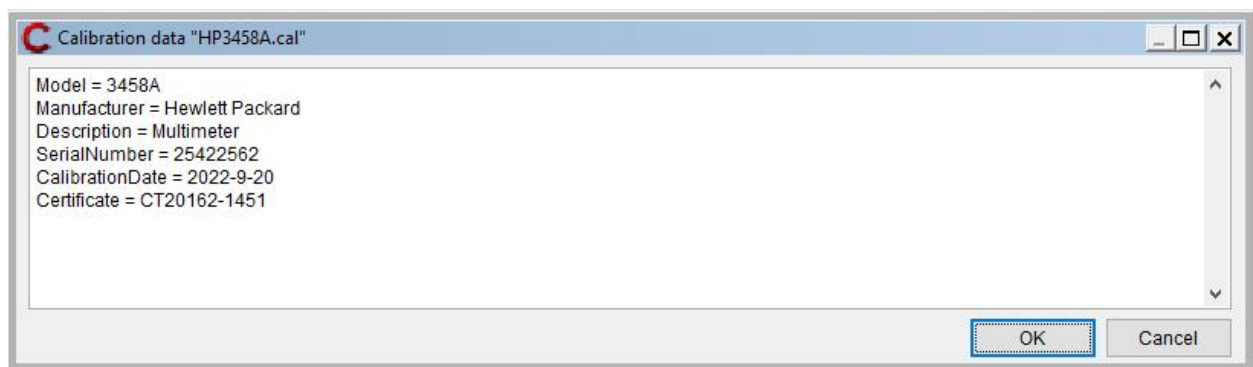 Calibration data "HP3458A.cal"
Model = 3458A
Manufacturer = Hewlett Packard
Description = Multimeter
SerialNumber = 25422562
CalibrationDate = 2022-9-20
Certificate = CT20162-1451
OK Cancel